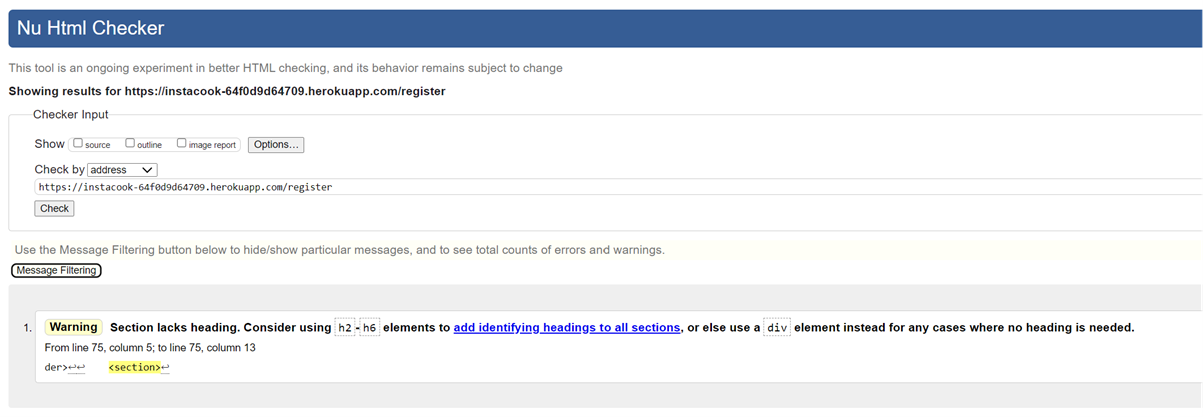 Nu Html Checker
This tool is an ongoing experiment in better HTML checking, and its behavior remains subject to change
Showing results for https://instacook-64f0d9d64709.herokuapp.com/register
Checker Input
Show source outline image report Options...
Check by address
https://instacook-64f0d9d64709.herokuapp.com/register
Check
Use the Message Filtering button below to hide/show particular messages, and to see total counts of errors and warnings.
Message Filtering
1. Warning Section lacks heading. Consider using h2-h6 elements to add identifying headings to all sections, or else use a div element instead for any cases where no heading is needed.
From line 75, column 5; to line 75, column 13
der>↩↩ <section>↩